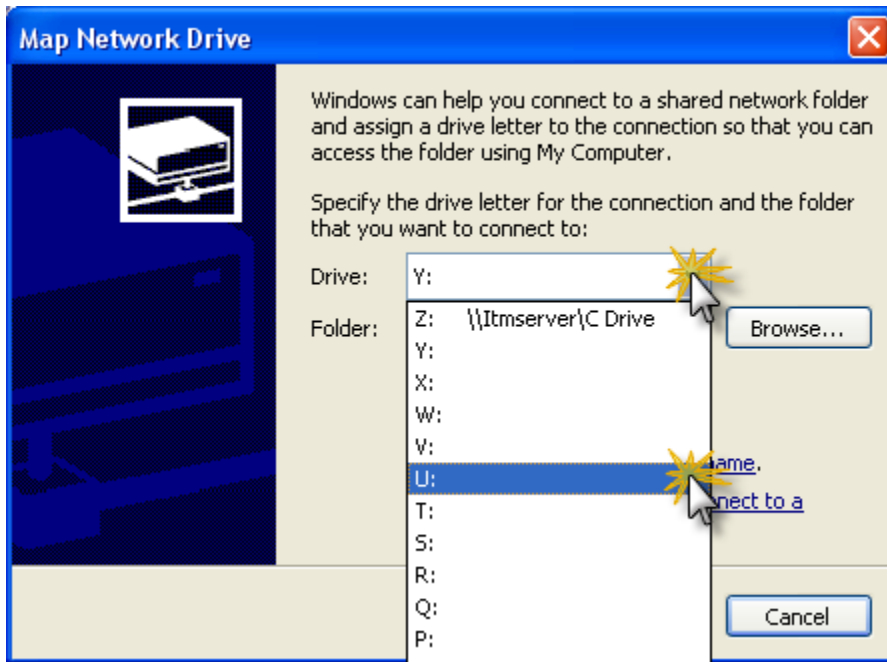 Map Network Drive
Windows can help you connect to a shared network folder
and assign a drive letter to the connection so that you can
access the folder using My Computer.
Specify the drive letter for the connection and the folder
that you want to connect to:
Drive: Y:
Folder:
Z: \\Itmserver\C Drive
Browse...
Y:
X:
W:
V:
U:
ame.
T:
nnect to a
S:
R:
Q:
Cancel
P: